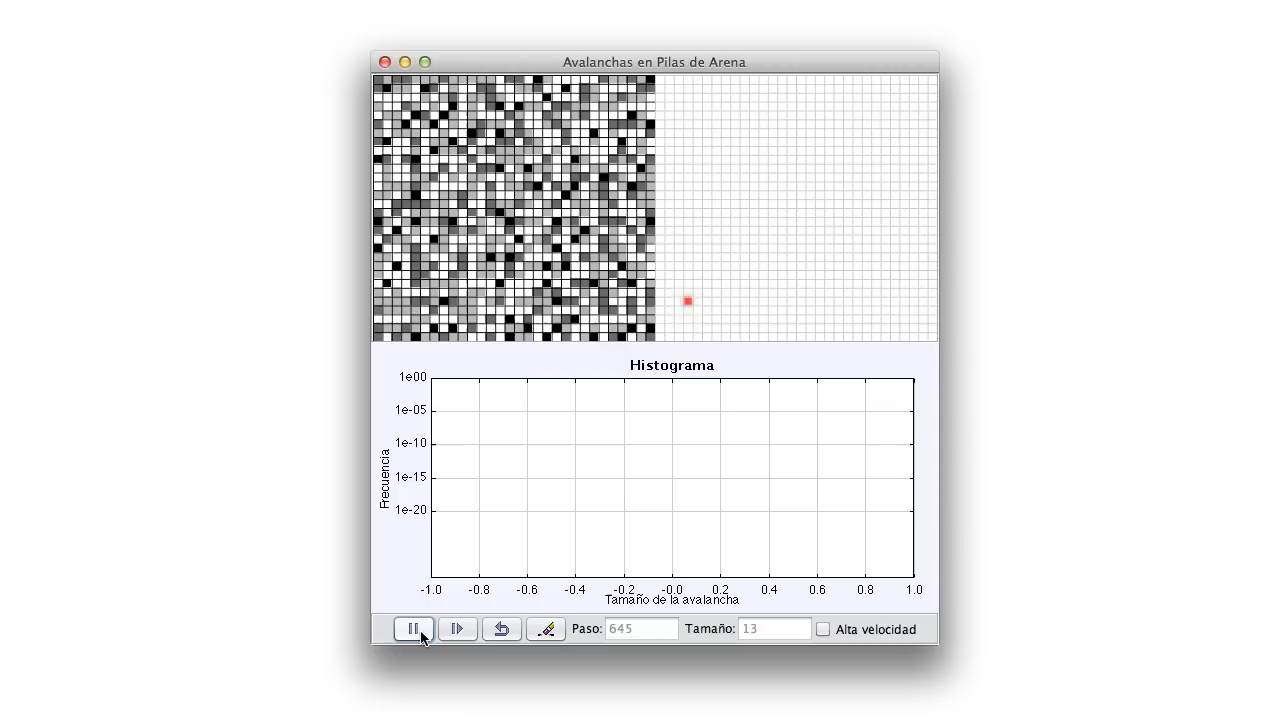 Avalanchas en Pilas de Arena
Histograma
1e00
1e-05
1e-10
1e-15
1e-20
Frecuencia
-1.0 -0.8 -0.6 -0.4 -0.2 -0.0 0.2 0.4 0.6 0.8 1.0
Tamaño de la avalancha
Paso: 645 Tamaño: 13 Alta velocidad